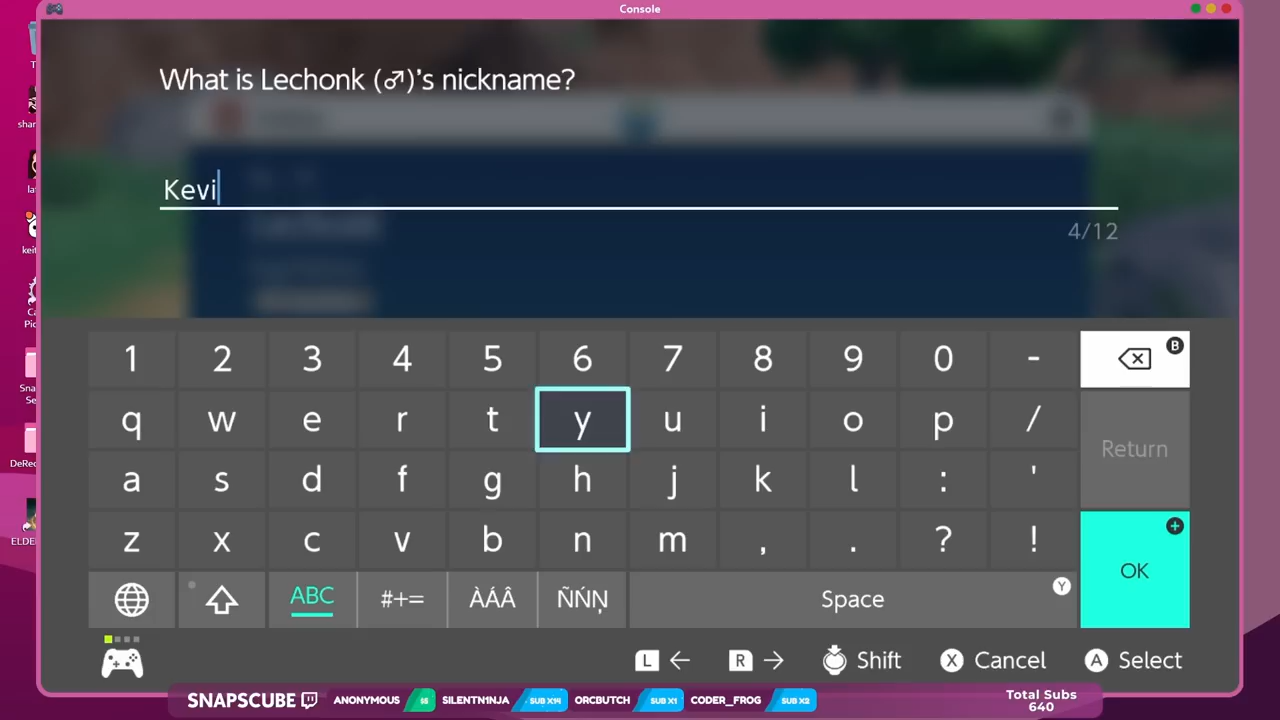 Console
What is Lechonk (♂)'s nickname?
Kevi
4/12
1 2 3 4 5 6 7 8 9 0 - B
q w e r t y u i o p / Return
a s d f g h j k l : '
z x c v b n m , . ? ! OK +
ABC #+= ÀÁÂ ÑŃŅ Space Y
L ← R → Shift X Cancel A Select
SNAPSCUBE ANONYMOUS SILENTN1NJA SUB X14 ORCBUTCH SUB X1 CODER_FROG SUB X2 Total Subs
640